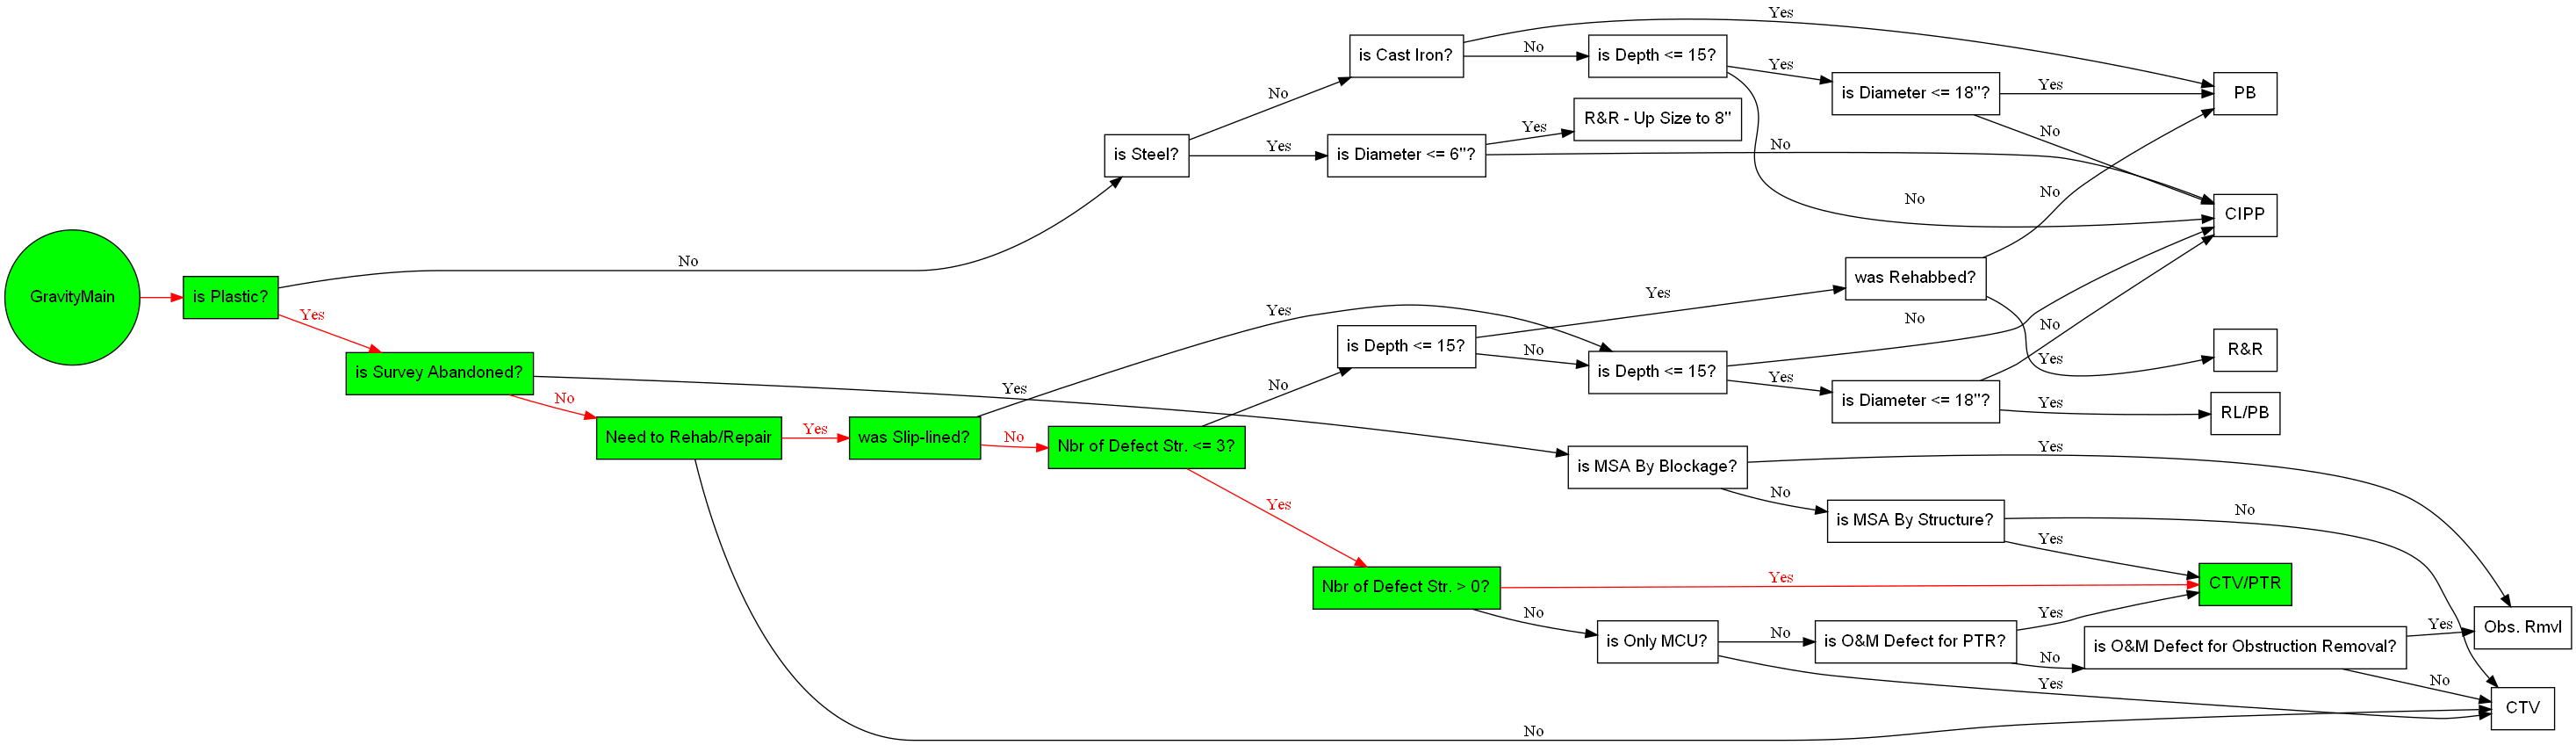 GravityMain
is Plastic?
Yes
No
is Survey Abandoned?
No
Yes
Need to Rehab/Repair
Yes
No
was Slip-lined?
Yes
No
Nbr of Defect Str. <= 3?
No
Yes
is Steel?
No
Yes
is Cast Iron?
Yes
No
is Depth <= 15?
Yes
No
is Diameter <= 18"?
Yes
No
PB
is Diameter <= 6"?
Yes
No
R&R - Up Size to 8"
CIPP
is Depth <= 15?
Yes
No
was Rehabbed?
No
Yes
R&R
is Depth <= 15?
No
Yes
is Diameter <= 18"?
No
Yes
RL/PB
is MSA By Blockage?
Yes
No
is MSA By Structure?
No
Yes
Nbr of Defect Str. > 0?
Yes
No
CTV/PTR
is Only MCU?
No
Yes
is O&M Defect for PTR?
Yes
No
is O&M Defect for Obstruction Removal?
Yes
No
Obs. Rmvl
CTV